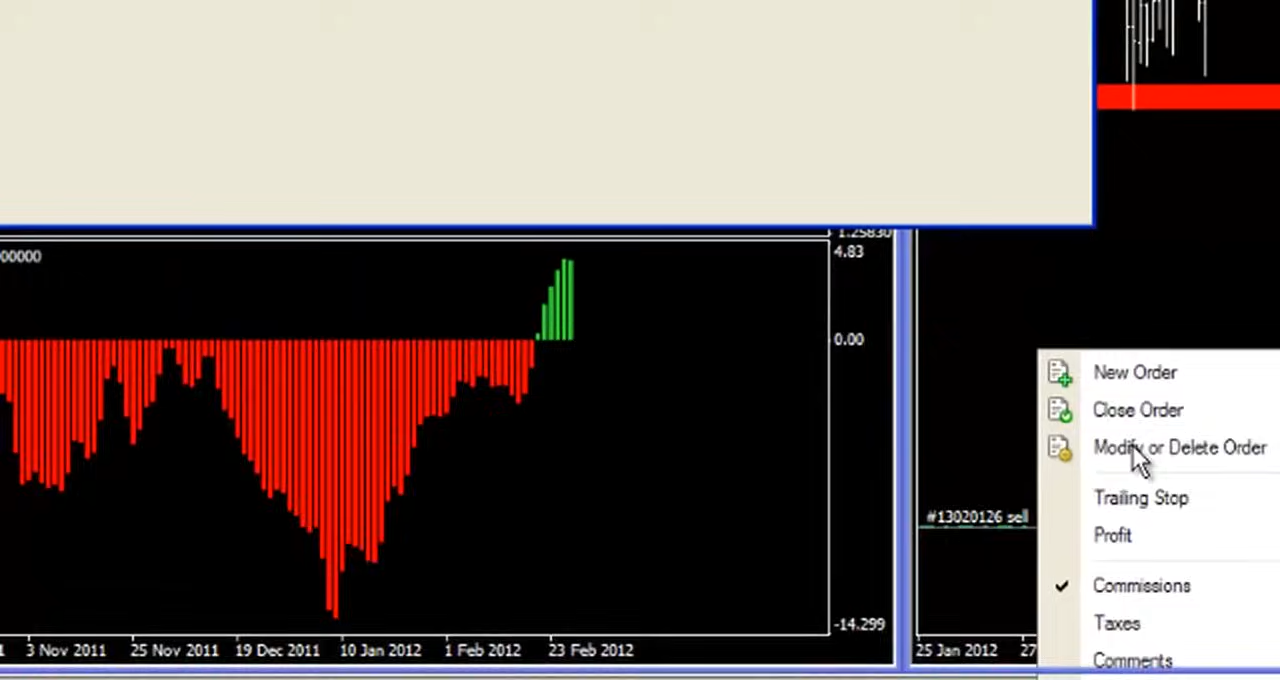 1.25830
4.83
00000
0.00
-14.299
3 Nov 2011 25 Nov 2011 19 Dec 2011 10 Jan 2012 1 Feb 2012 23 Feb 2012
#13020126 sell
25 Jan 2012 27
New Order
Close Order
Modify or Delete Order
Trailing Stop
Profit
Commissions
Taxes
Comments